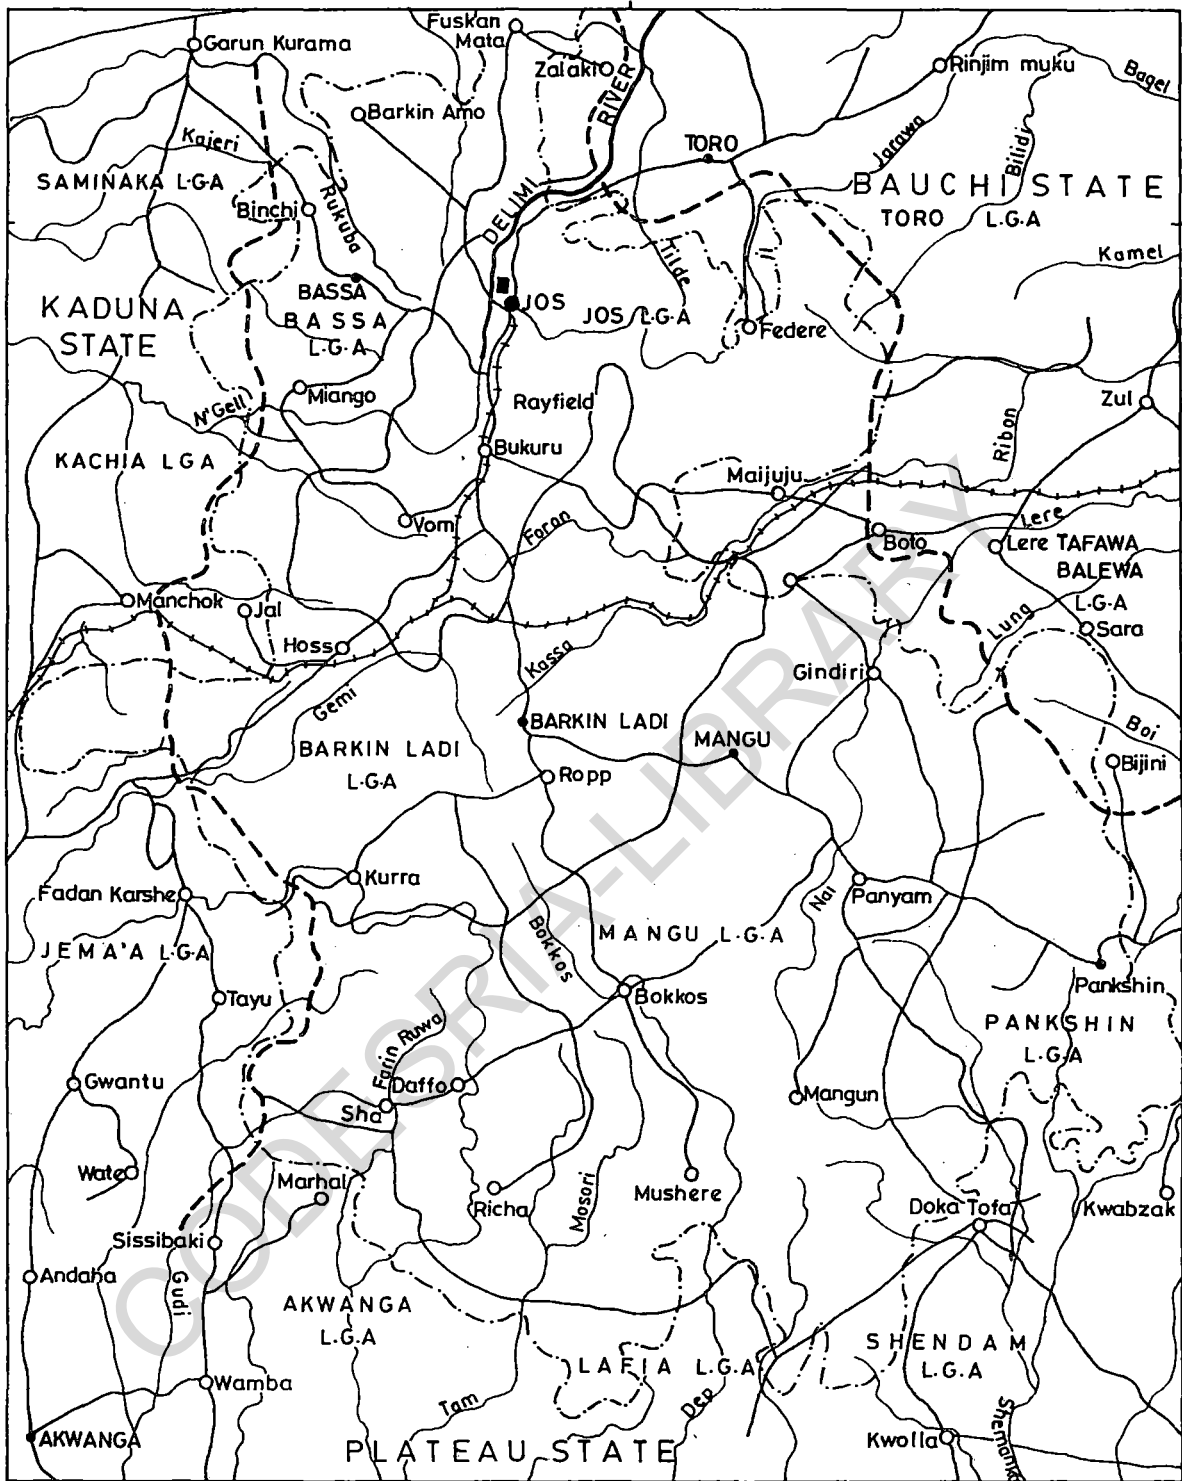 Fuskan
Mata
Garun Kurama
Zalaki
Rinjim muku
Bagel
RIVER
Barkin Amo
Kajeri
TORO
Jarawa
Bilidi
SAMINAKA L·G·A
Rukuba
BAUCHI STATE
Binchi
DELIMI
TORO L·G·A
Tilde
Kamel
BASSA
JOS
KADUNA
STATE
BASSA
L·G·A
JOS L·G·A
Federe
Miango
Rayfield
Zul
N'Gell
Ribon
Bukuru
KACHIA L·G·A
Maijuju
Vom
Foran
Lere
Boto
Lere TAFAWA
BALEWA
L·G·A
Manchok
Jal
Lung
Sara
Hoss
Kassa
Gindiri
Gemi
BARKIN LADI
Boi
BARKIN LADI
L·G·A
MANGU
Bijini
Ropp
Kurra
Fadan Karshe
Nai
Panyam
Bokkos
MANGU L·G·A
JEMA'A L·G·A
Pankshin
Tayu
Bokkos
PANKSHIN
L·G·A
Farin Ruwa
Gwantu
Daffo
Sha
Mangun
Wate
Marhal
Richa
Mosori
Mushere
Kwabzak
Doka Tofa
Sissibaki
Andaha
Gudi
AKWANGA
L·G·A
SHENDAM
L·G·A
LAFIA L·G·A
Wamba
Tam
Dep
Shemankar
AKWANGA
PLATEAU STATE
Kwolla
CODESRIA-LIBRARY